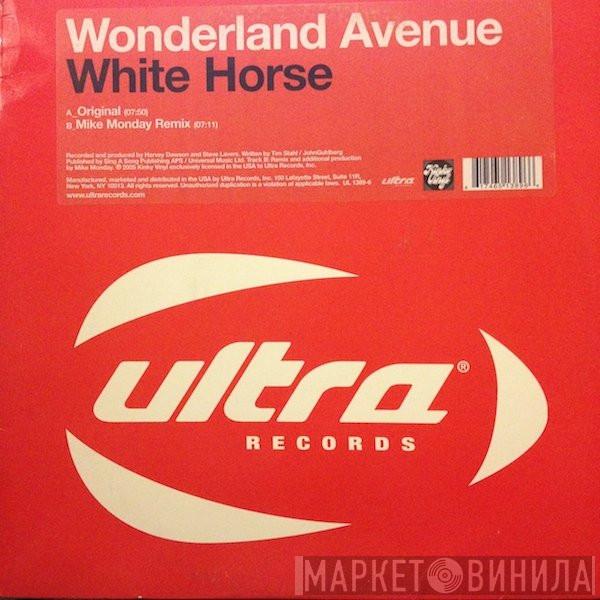 Wonderland Avenue
White Horse
A_Original (07:50)
B_Mike Monday Remix (07:11)
Recorded and produced by Harvey Dawson and Steve Lavers. Written by Tim Stahl / JohnGuldberg
Published by Sing A Song Publishing APS / Universal Music Ltd. Track B: Remix and additional production
by Mike Monday. ℗ 2005 Kinky Vinyl exclusively licensed in the USA to Ultra Records, Inc.
Manufactured, marketed and distributed in the USA by Ultra Records, Inc. 150 Lafayette Street, Suite 11R,
New York, NY 10013. All rights reserved. Unauthorized duplication is a violation of applicable laws. UL 1389-6
www.ultrarecords.com
ultra
Kinky Vinyl
ultra®
RECORDS
МАРКЕТ ВИНИЛА